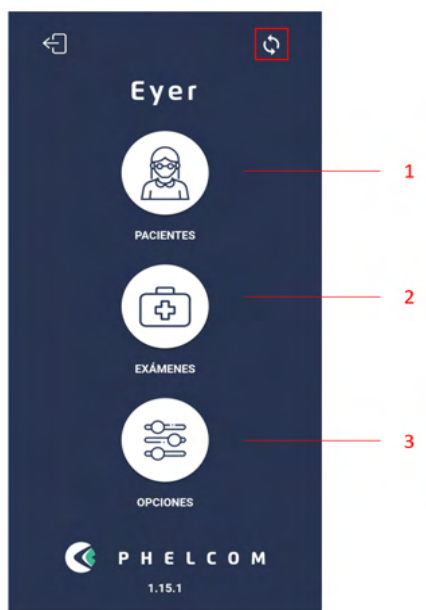 Eyer
1
PACIENTES
2
EXÁMENES
3
OPCIONES
PHELCOM
1.15.1